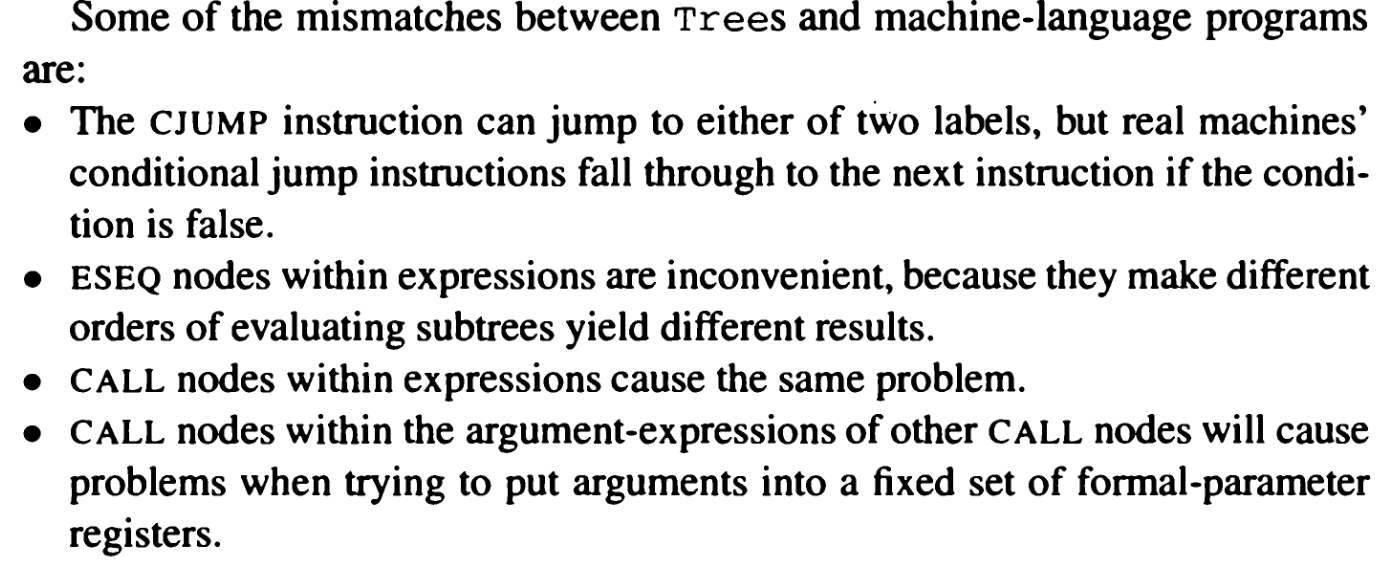 Some of the mismatches between Trees and machine-language programs
are:
• The CJUMP instruction can jump to either of two labels, but real machines’
conditional jump instructions fall through to the next instruction if the condi-
tion is false.
• ESEQ nodes within expressions are inconvenient, because they make different
orders of evaluating subtrees yield different results.
• CALL nodes within expressions cause the same problem.
• CALL nodes within the argument-expressions of other CALL nodes will cause
problems when trying to put arguments into a fixed set of formal-parameter
registers.